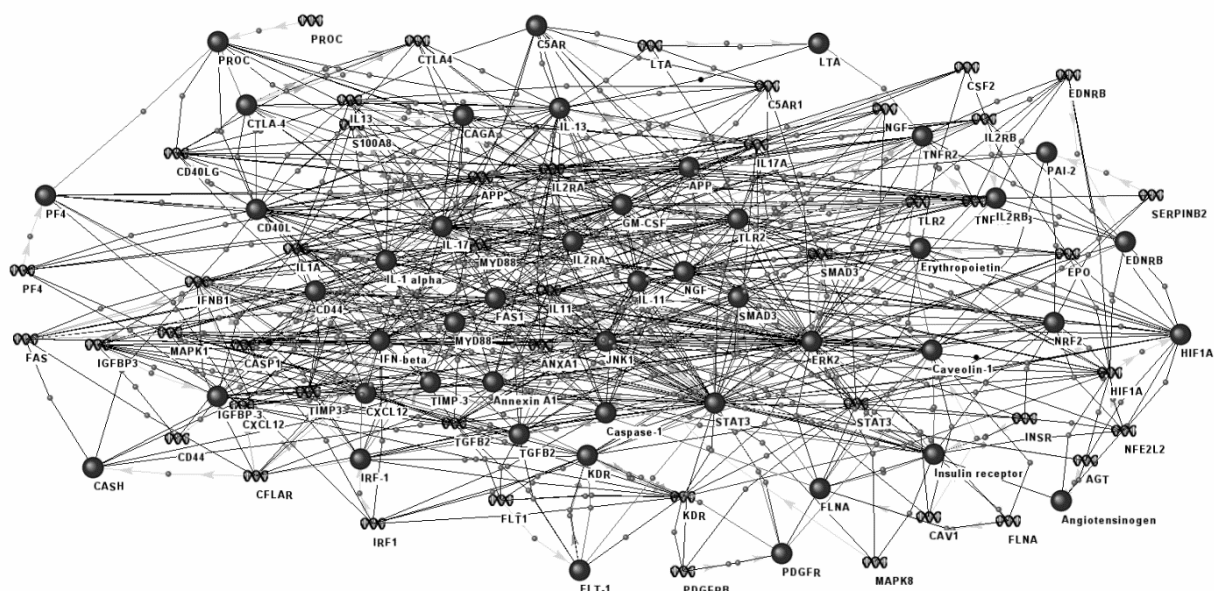 PROC
PROC
CTLA4
C5AR
LTA
LTA
CSF2
EDNRB
C5AR1
CTLA-4
IL13
CAGA
IL-13
NGF
IL2RB
TNFR2
S100A8
IL17A
PAI-2
CD40LG
APP
IL2RA
APP
SERPINB2
PF4
CD40L
GM-CSF
TLR2
IL2RB
IL-17
TLR2
EDNRB
MYD88
IL2RA
Erythropoietin
IL1A
IL-1 alpha
SMAD3
EPO
PF4
IFNB1
NGF
CD44
FAS1
IL11
IL-11
SMAD3
MYD88
NRF2
FAS
MAPK1
IGFBP3
CASP1
IFN-beta
ANXA1
JNK1
ERK2
Caveolin-1
HIF1A
HIF1A
TIMP3
CXCL12
TIMP-3
Annexin A1
IGFBP-3
CXCL12
Caspase-1
STAT3
STAT3
INSR
TGFB2
CD44
TGFB2
NFE2L2
CASH
CFLAR
IRF-1
KDR
Insulin receptor
AGT
FLNA
FLT1
KDR
Angiotensinogen
IRF1
CAV1
FLNA
FLT-1
PDGFRB
PDGFR
MAPK8